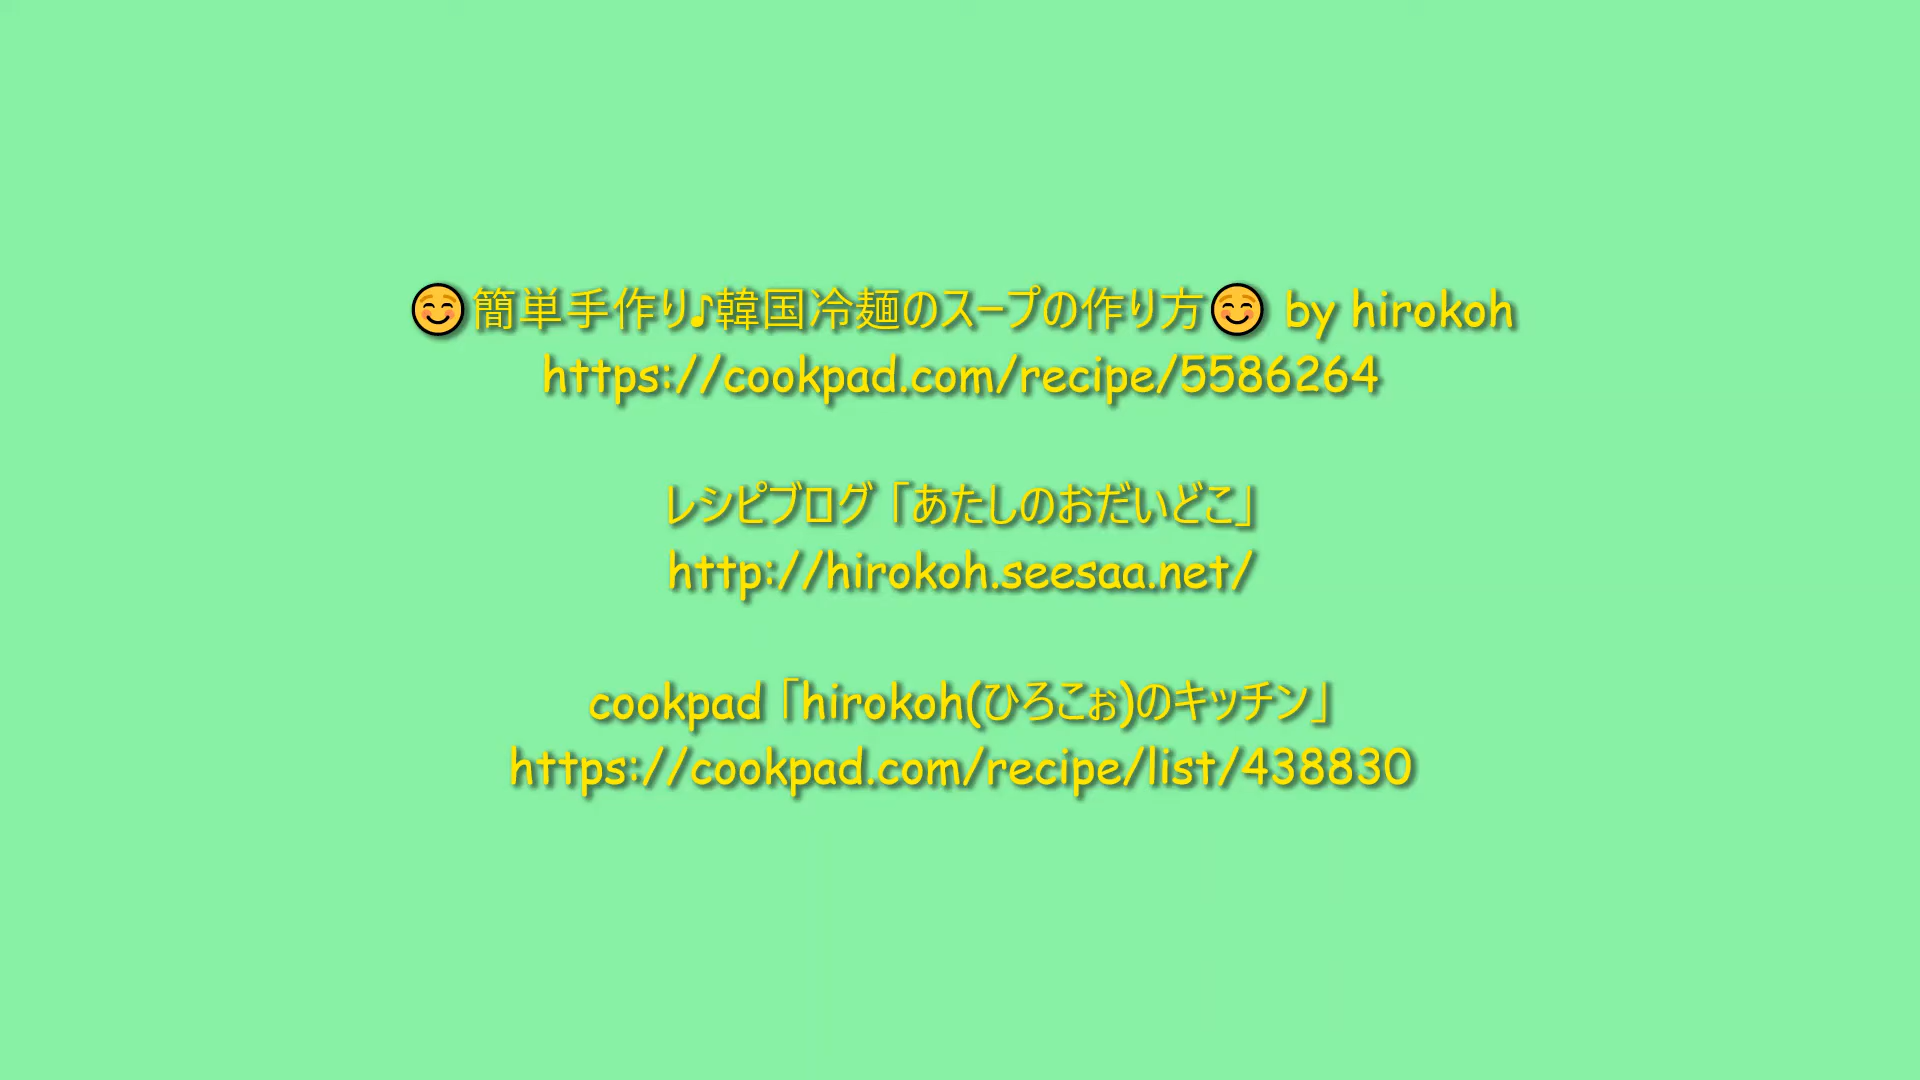 😊簡単手作り♪韓国冷麺のスープの作り方😊 by hirokoh
https://cookpad.com/recipe/5586264
レシピブログ「あたしのおだいどこ」
http://hirokoh.seesaa.net/
cookpad「hirokoh(ひろこぉ)のキッチン」
https://cookpad.com/recipe/list/438830